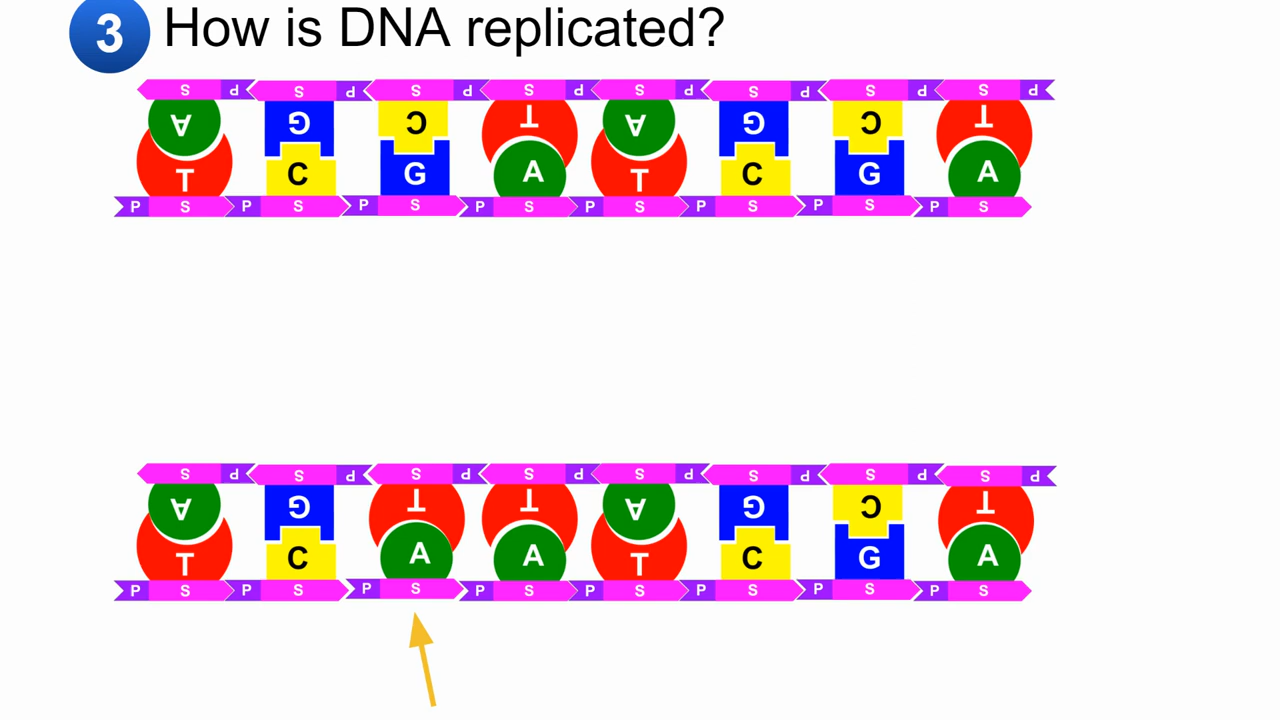 3 How is DNA replicated?
S P S P S P S P S P S P S P S P
A G C T A G C T
T C G A T C G A
P S P S P S P S P S P S P S P S
S P S P S P S P S P S P S P S P
A G T T A G C T
T C A A T C G A
P S P S P S P S P S P S P S P S